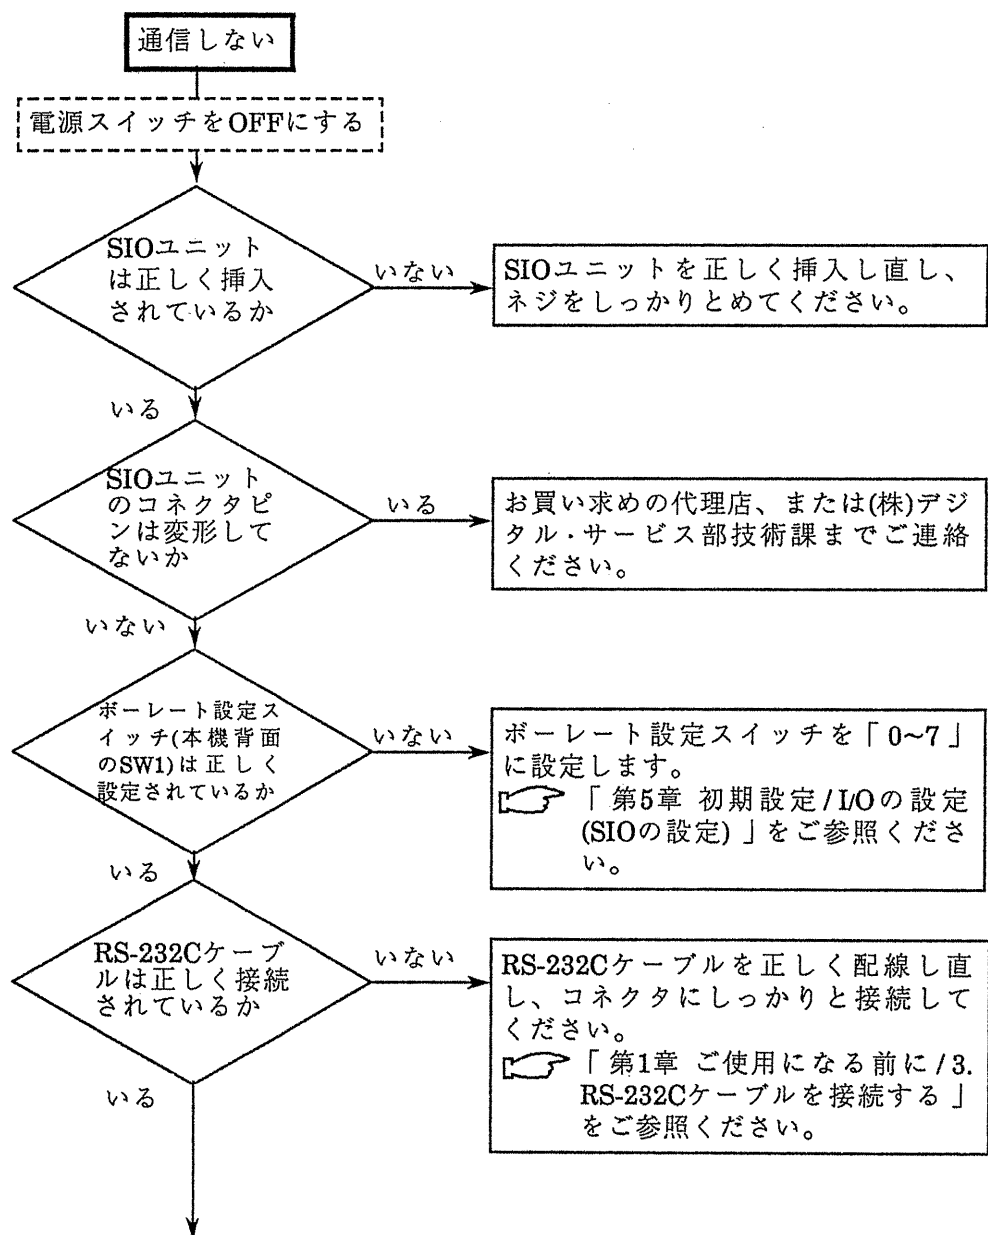 通信しない
電源スイッチをOFFにする
SIOユニット
は正しく挿入
されているか
いない
SIOユニットを正しく挿入し直し、
ネジをしっかりとめてください。
いる
SIOユニット
のコネクタピ
ンは変形して
ないか
いる
お買い求めの代理店、または(株)デジ
タル・サービス部技術課までご連絡
ください。
いない
ボーレート設定ス
イッチ(本機背面
のSW1)は正しく
設定されているか
いない
ボーレート設定スイッチを「0~7」
に設定します。
「第5章 初期設定/I/Oの設定
(SIOの設定)」をご参照くださ
い。
いる
RS-232Cケーブ
ルは正しく接続
されているか
いない
RS-232Cケーブルを正しく配線し直
し、コネクタにしっかりと接続して
ください。
「第1章 ご使用になる前に/3.
RS-232Cケーブルを接続する」
をご参照ください。
いる